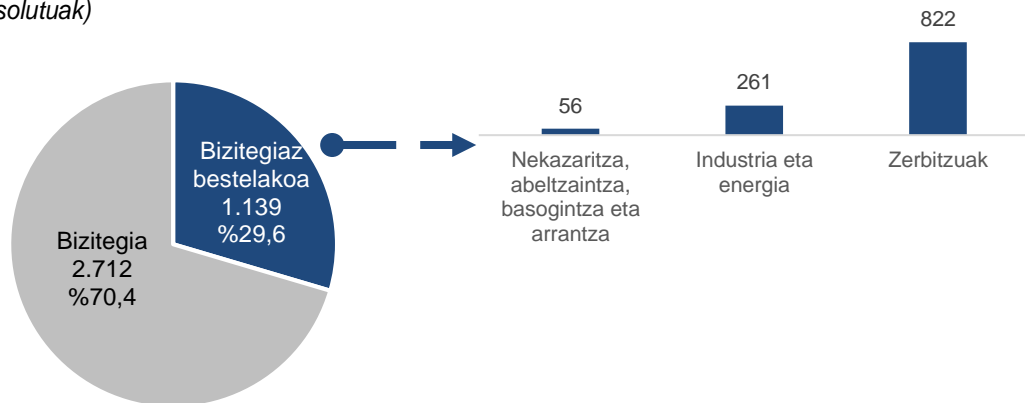 solutuak)
Bizitegiaz
bestelakoa
1.139
%29,6
Bizitegia
2.712
%70,4
56
261
822
Nekazaritza,
abeltzaintza,
basogintza eta
arrantza
Industria eta
energia
Zerbitzuak